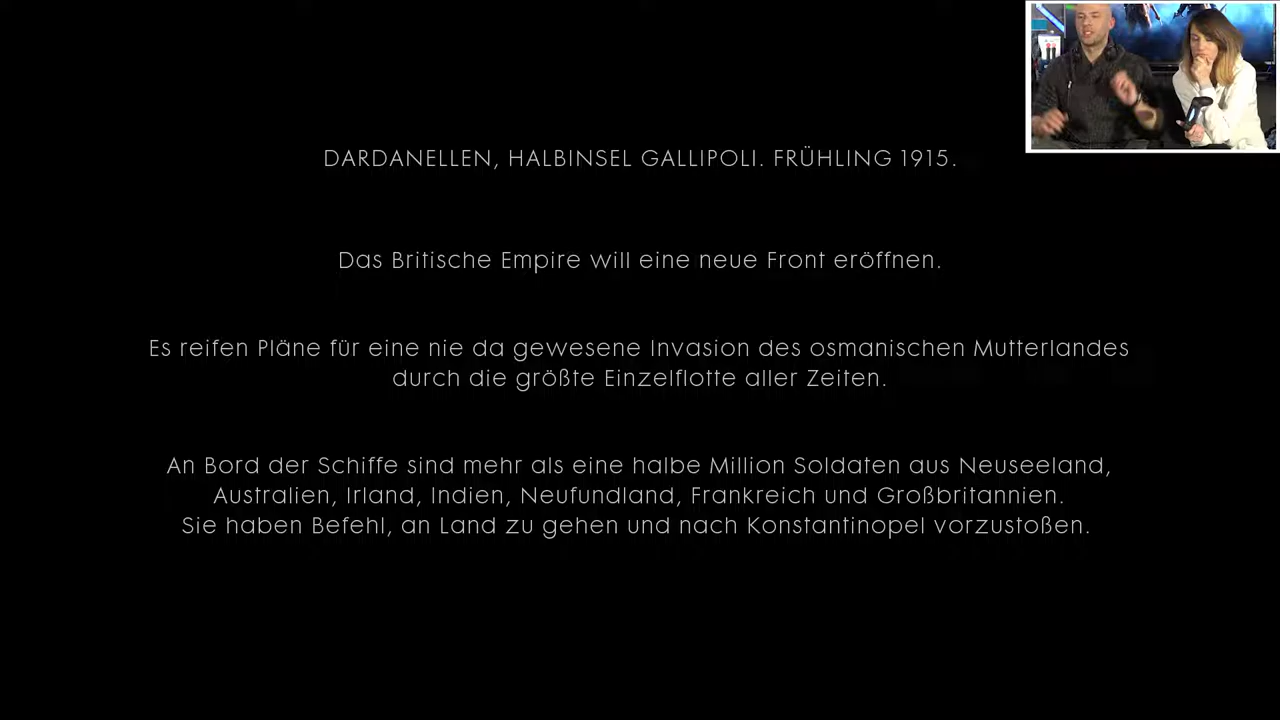 DARDANELLEN, HALBINSEL GALLIPOLI. FRÜHLING 1915.
Das Britische Empire will eine neue Front eröffnen.
Es reifen Pläne für eine nie da gewesene Invasion des osmanischen Mutterlandes
durch die größte Einzelflotte aller Zeiten.
An Bord der Schiffe sind mehr als eine halbe Million Soldaten aus Neuseeland,
Australien, Irland, Indien, Neufundland, Frankreich und Großbritannien.
Sie haben Befehl, an Land zu gehen und nach Konstantinopel vorzustoßen.